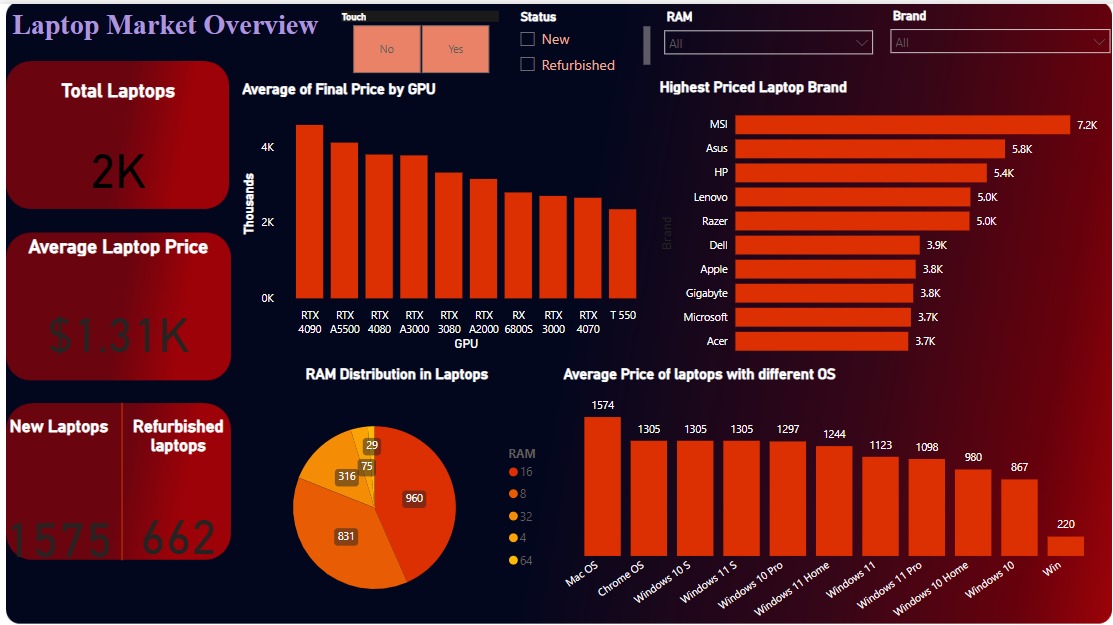 Laptop Market Overview
Touch
No
Yes
Status
New
Refurbished
RAM
All
Brand
All
Total Laptops
2K
Average Laptop Price
$1.31K
New Laptops
1575
Refurbished
laptops
662
Average of Final Price by GPU
Thousands
4K
2K
0K
RTX
4090
RTX
A5500
RTX
4080
RTX
A3000
RTX
3080
RTX
A2000
RX
6800S
RTX
3000
RTX
4070
T 550
GPU
Highest Priced Laptop Brand
Brand
MSI 7.2K
Asus 5.8K
HP 5.4K
Lenovo 5.0K
Razer 5.0K
Dell 3.9K
Apple 3.8K
Gigabyte 3.8K
Microsoft 3.7K
Acer 3.7K
RAM Distribution in Laptops
29
75
316
960
831
RAM
16
8
32
4
64
Average Price of laptops with different OS
1574
1305
1305
1305
1297
1244
1123
1098
980
867
220
Mac OS
Chrome OS
Windows 10 S
Windows 11 S
Windows 10 Pro
Windows 11 Home
Windows 11
Windows 11 Pro
Windows 10 Home
Windows 10
Win